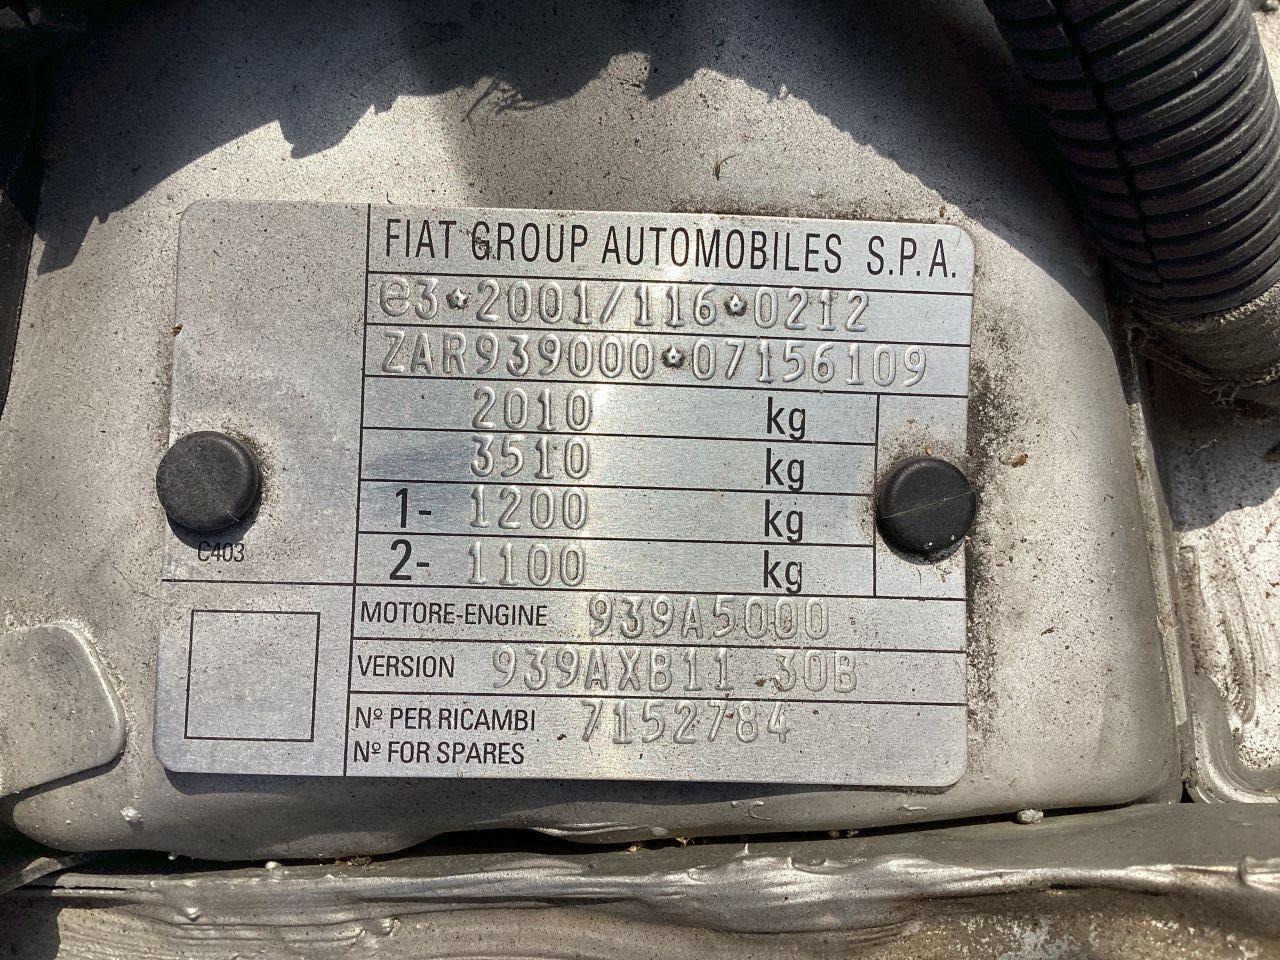 FIAT GROUP AUTOMOBILES S.P.A.
e3*2001/116*0212
ZAR939000*07156109
2010 kg
3510 kg
1- 1200 kg
2- 1100 kg
C403
MOTORE-ENGINE 939A5000
VERSION 939AXB11 30B
Nº PER RICAMBI 7152784
Nº FOR SPARES